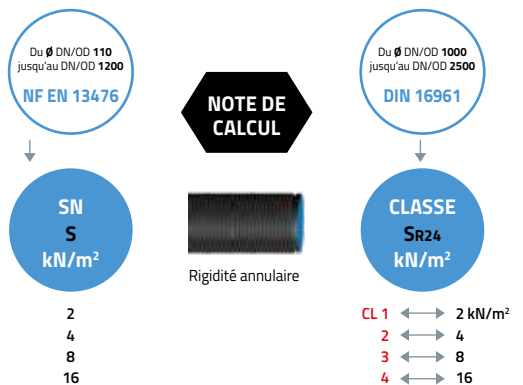 Du Ø DN/OD 110
jusqu'au DN/OD 1200
NF EN 13476
SN
S
kN/m²
2
4
8
16
NOTE DE
CALCUL
Rigidité annulaire
Du Ø DN/OD 1000
jusqu'au DN/OD 2500
DIN 16961
CLASSE
SR24
kN/m²
CL 1 2 kN/m²
2 4
3 8
4 16